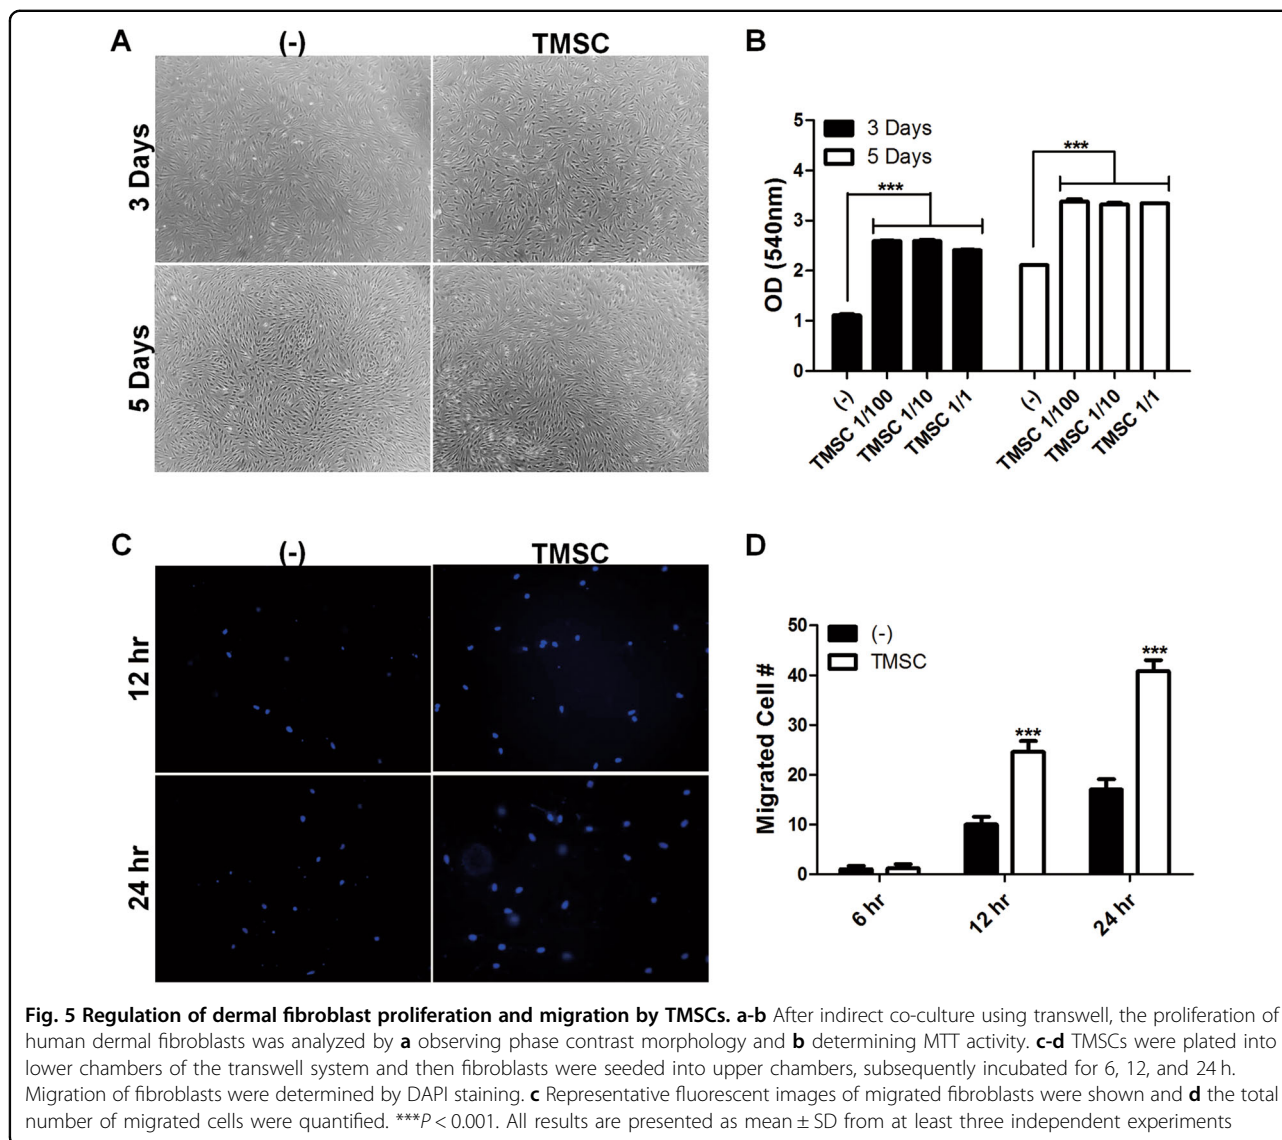 A
(-)
TMSC
3 Days
5 Days
B
3 Days
5 Days
***
***
OD (540nm)
5
4
3
2
1
0
(-)
TMSC 1/100
TMSC 1/10
TMSC 1/1
(-)
TMSC 1/100
TMSC 1/10
TMSC 1/1
C
(-)
TMSC
12 hr
24 hr
D
(-)
TMSC
***
***
Migrated Cell #
50
40
30
20
10
0
6 hr
12 hr
24 hr
Fig. 5 Regulation of dermal fibroblast proliferation and migration by TMSCs. a-b After indirect co-culture using transwell, the proliferation of
human dermal fibroblasts was analyzed by a observing phase contrast morphology and b determining MTT activity. c-d TMSCs were plated into
lower chambers of the transwell system and then fibroblasts were seeded into upper chambers, subsequently incubated for 6, 12, and 24 h.
Migration of fibroblasts were determined by DAPI staining. c Representative fluorescent images of migrated fibroblasts were shown and d the total
number of migrated cells were quantified. ***P < 0.001. All results are presented as mean ± SD from at least three independent experiments